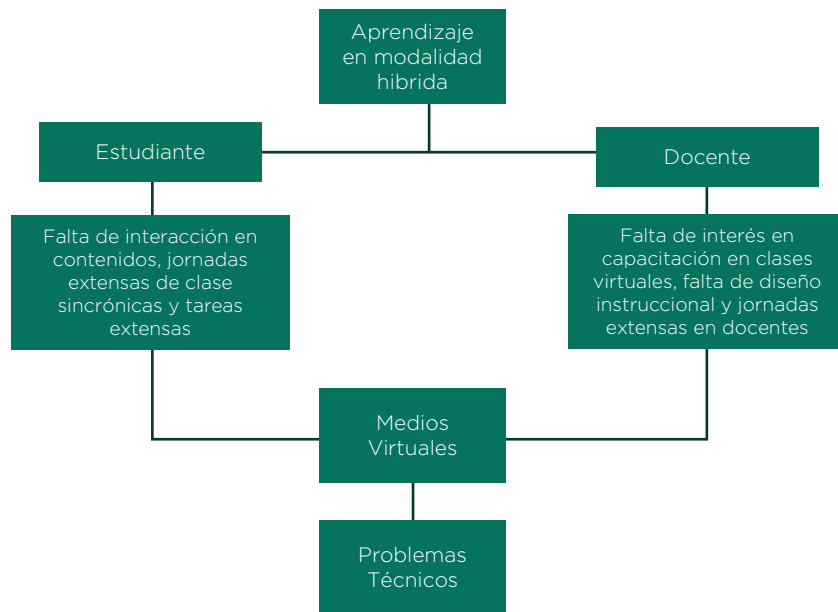 Aprendizaje
en modalidad
hibrida
Estudiante
Docente
Falta de interacción en
contenidos, jornadas
extensas de clase
sincrónicas y tareas
extensas
Falta de interés en
capacitación en clases
virtuales, falta de diseño
instruccional y jornadas
extensas en docentes
Medios
Virtuales
Problemas
Técnicos